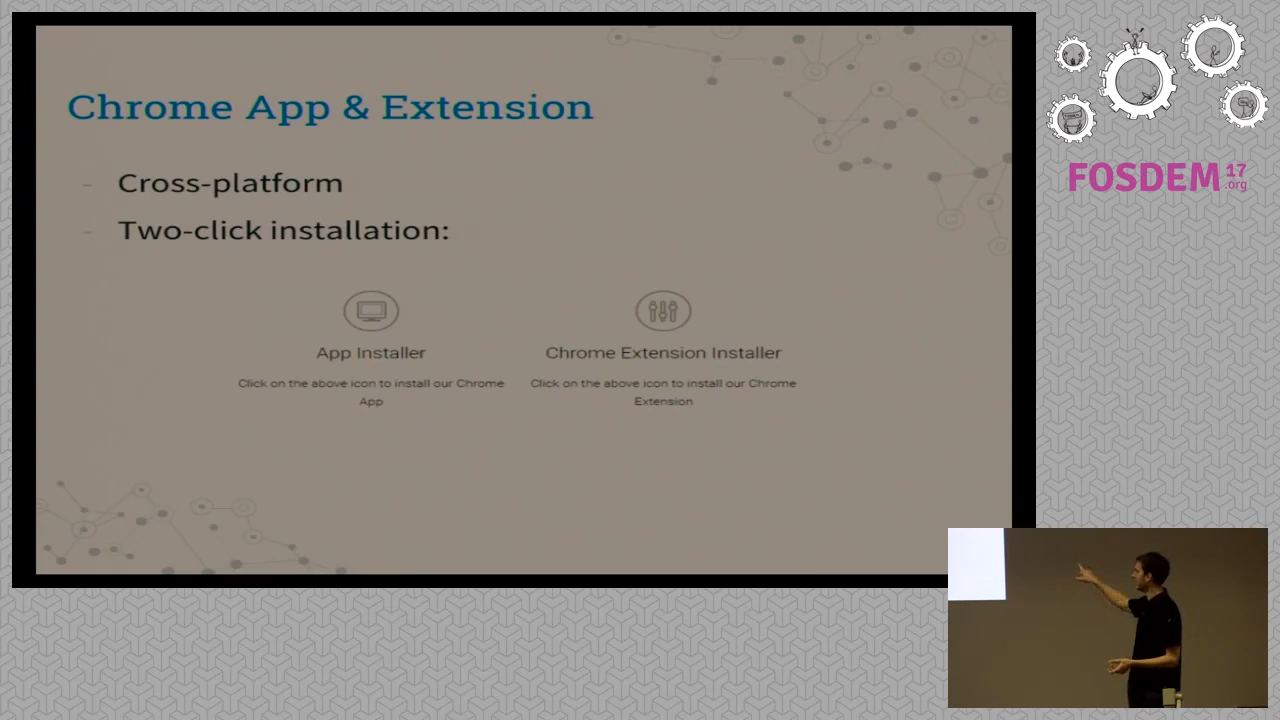 Chrome App & Extension
- Cross-platform
- Two-click installation:
App Installer
Click on the above icon to install our Chrome
App
Chrome Extension Installer
Click on the above icon to install our Chrome
Extension
FOSDEM 17
.org